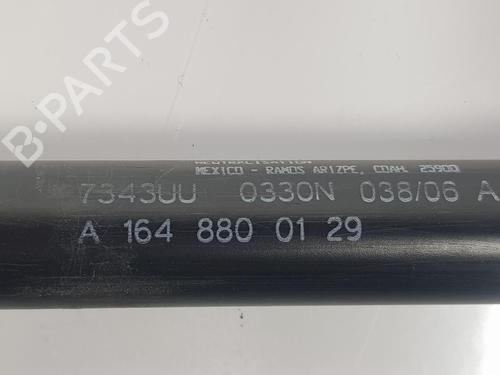 NEUTRALISATION
MEXICO - RAMOS ARIZPE, COAH. 25900
7343UU 0330N 038/06 A
A 164 880 01 29
B-PARTS